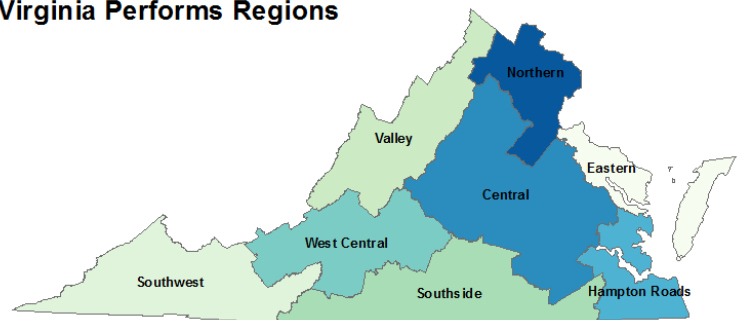 Virginia Performs Regions
Northern
Valley
Eastern
Central
West Central
Southwest
Southside
Hampton Roads